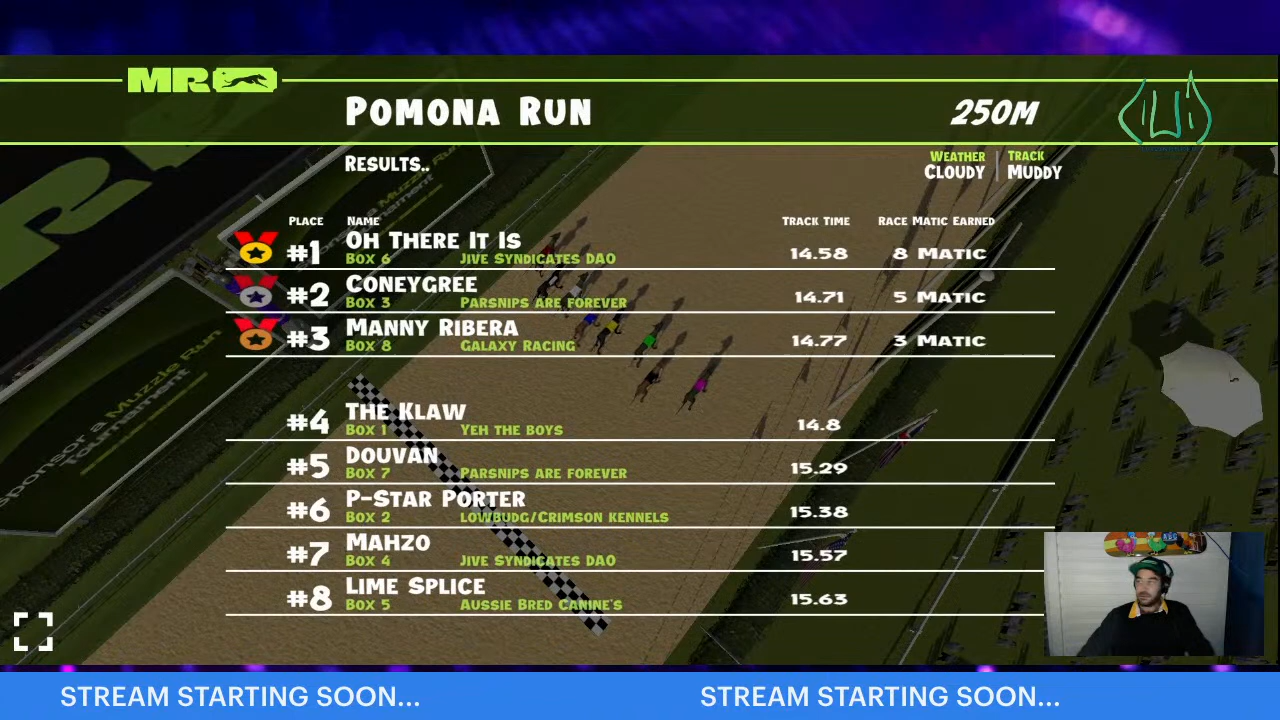 MR
POMONA RUN
250M
RESULTS..
WEATHER
CLOUDY
TRACK
MUDDY
PLACE NAME TRACK TIME RACE MATIC EARNED
#1 OH THERE IT IS 14.58 8 MATIC
BOX 6 JIVE SYNDICATES DAO
#2 CONEYGREE 14.71 5 MATIC
BOX 3 PARSNIPS ARE FOREVER
#3 MANNY RIBERA 14.77 3 MATIC
BOX 8 GALAXY RACING
#4 THE KLAW 14.8
BOX 1 YEH THE BOYS
#5 DOUVAN 15.29
BOX 7 PARSNIPS ARE FOREVER
#6 P-STAR PORTER 15.38
BOX 2 LOWBUDG/CRIMSON KENNELS
#7 MAHZO 15.57
BOX 4 JIVE SYNDICATES DAO
#8 LIME SPLICE 15.63
BOX 5 AUSSIE BRED CANINE'S
Sponsor a Muzzle Run
Tournament
STREAM STARTING SOON... STREAM STARTING SOON...